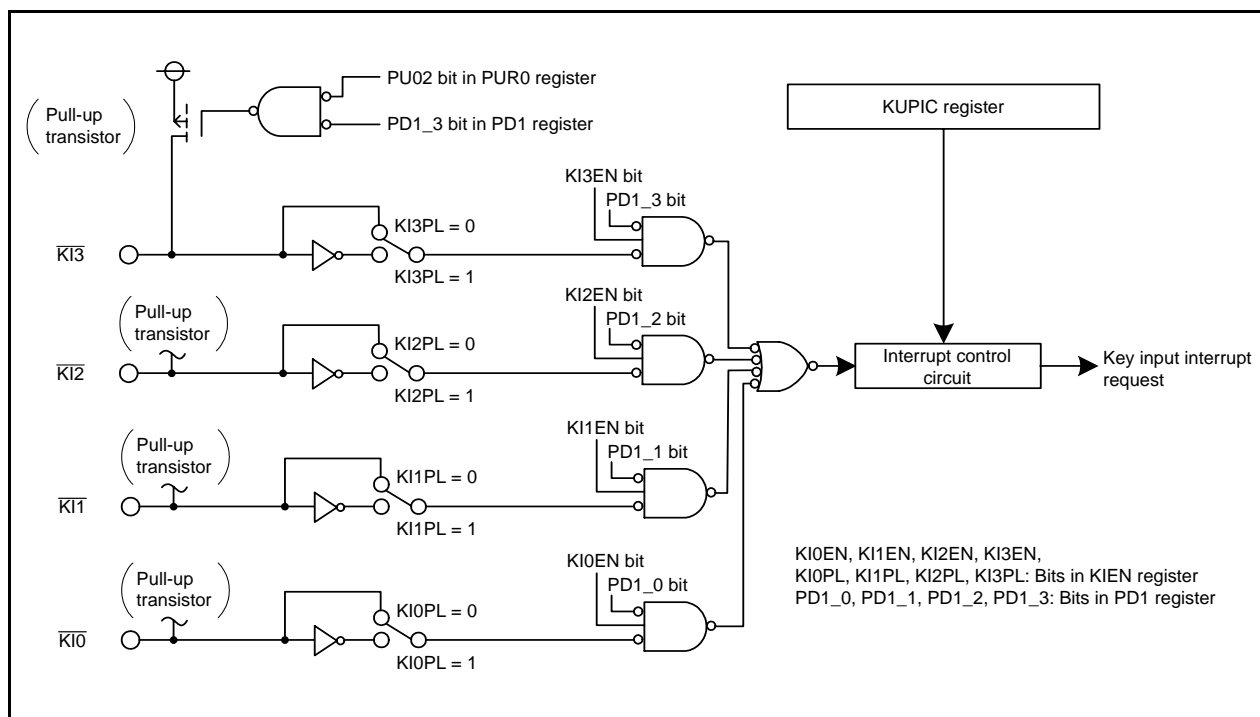 PU02 bit in PUR0 register
Pull-up
transistor
PD1_3 bit in PD1 register
KUPIC register
KI3EN bit
PD1_3 bit
KI3PL = 0
KI3
KI3PL = 1
Pull-up
transistor
KI2EN bit
PD1_2 bit
KI2PL = 0
KI2
KI2PL = 1
Interrupt control
circuit
Key input interrupt
request
Pull-up
transistor
KI1EN bit
PD1_1 bit
KI1PL = 0
KI1
KI1PL = 1
Pull-up
transistor
KI0EN bit
PD1_0 bit
KI0PL = 0
KI0
KI0PL = 1
KI0EN, KI1EN, KI2EN, KI3EN,
KI0PL, KI1PL, KI2PL, KI3PL: Bits in KIEN register
PD1_0, PD1_1, PD1_2, PD1_3: Bits in PD1 register